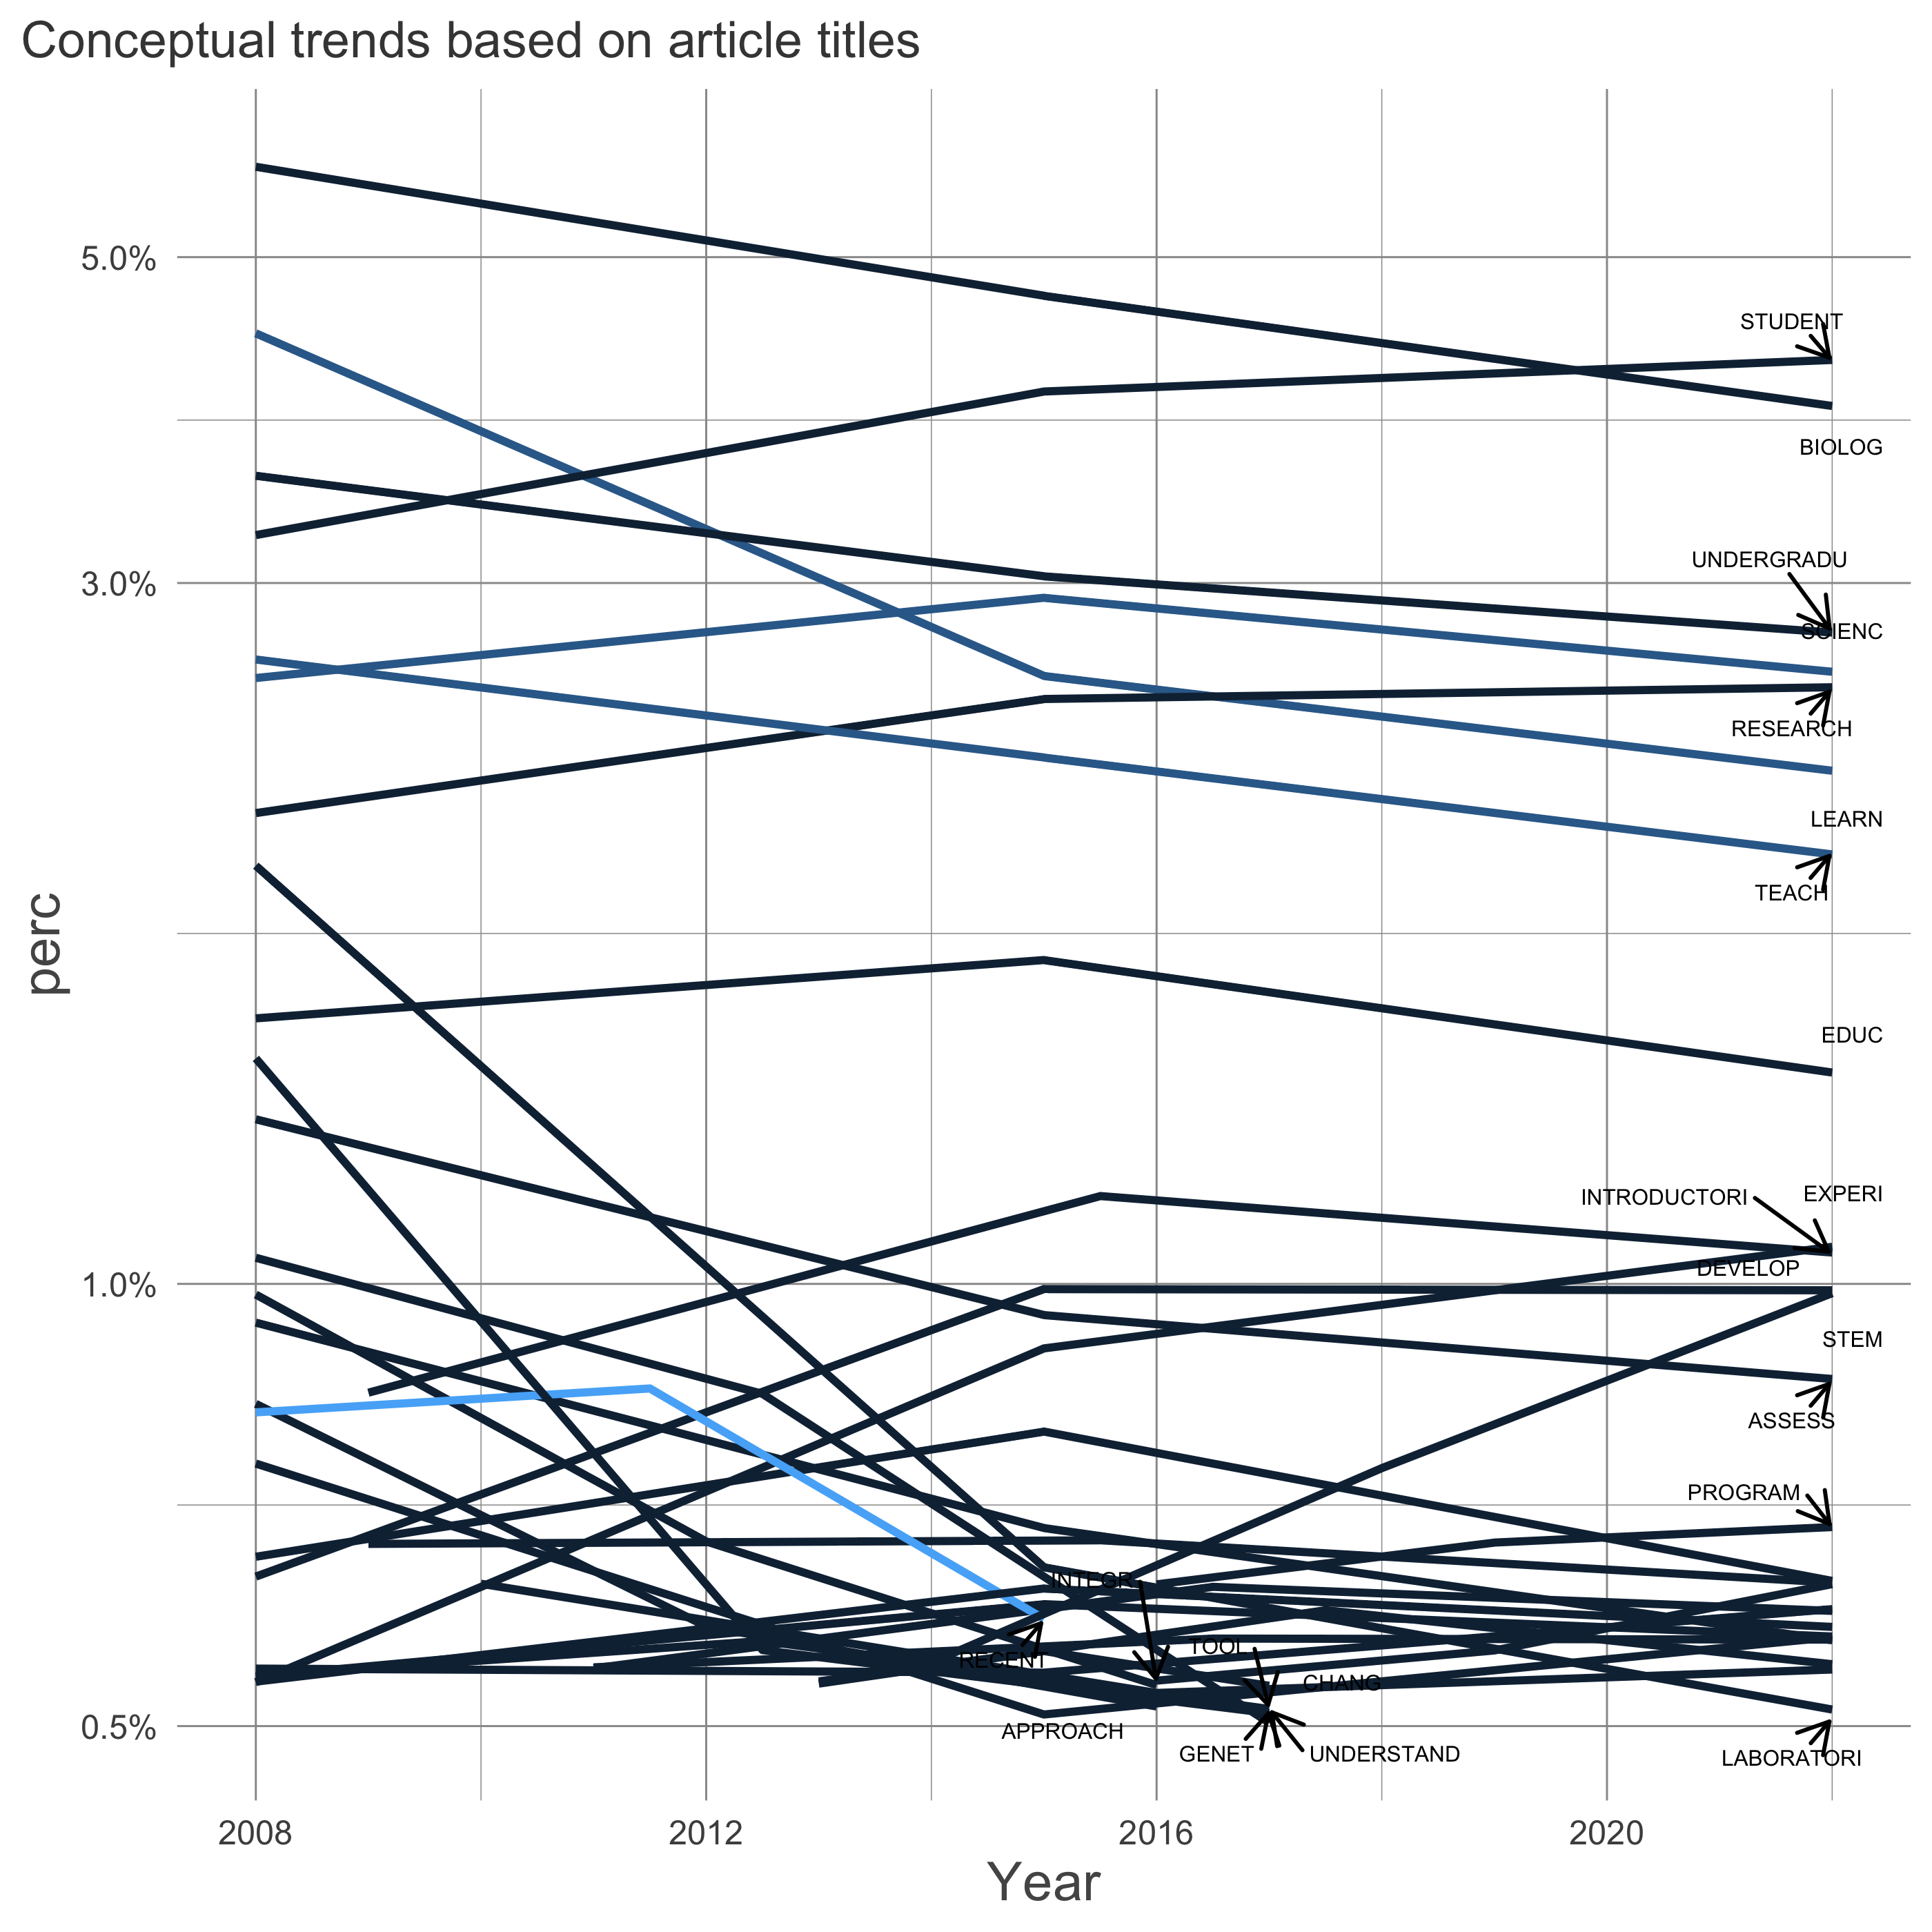 Conceptual trends based on article titles
5.0%
STUDENT
BIOLOG
UNDERGRADU
3.0%
SCIENC
RESEARCH
LEARN
TEACH
perc
EDUC
EXPERI
INTRODUCTORI
DEVELOP
1.0%
STEM
ASSESS
PROGRAM
INTEGR
TOOL
RECENT
CHANG
0.5%
APPROACH
GENET
UNDERSTAND
LABORATORI
2008
2012
2016
2020
Year